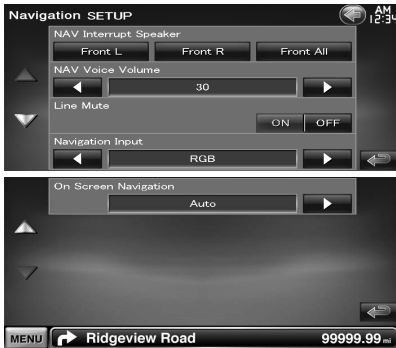 Navigation SETUP
AM
12:34
NAV Interrupt Speaker
Front L Front R Front All
NAV Voice Volume
30
Line Mute
ON OFF
Navigation Input
RGB
On Screen Navigation
Auto
MENU Ridgeview Road 99999.99 mi